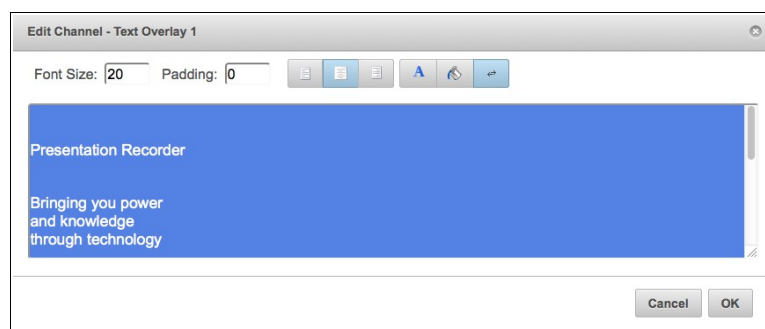 Edit Channel - Text Overlay 1
Font Size: 20 Padding: 0 A
Presentation Recorder
Bringing you power
and knowledge
through technology
Cancel OK